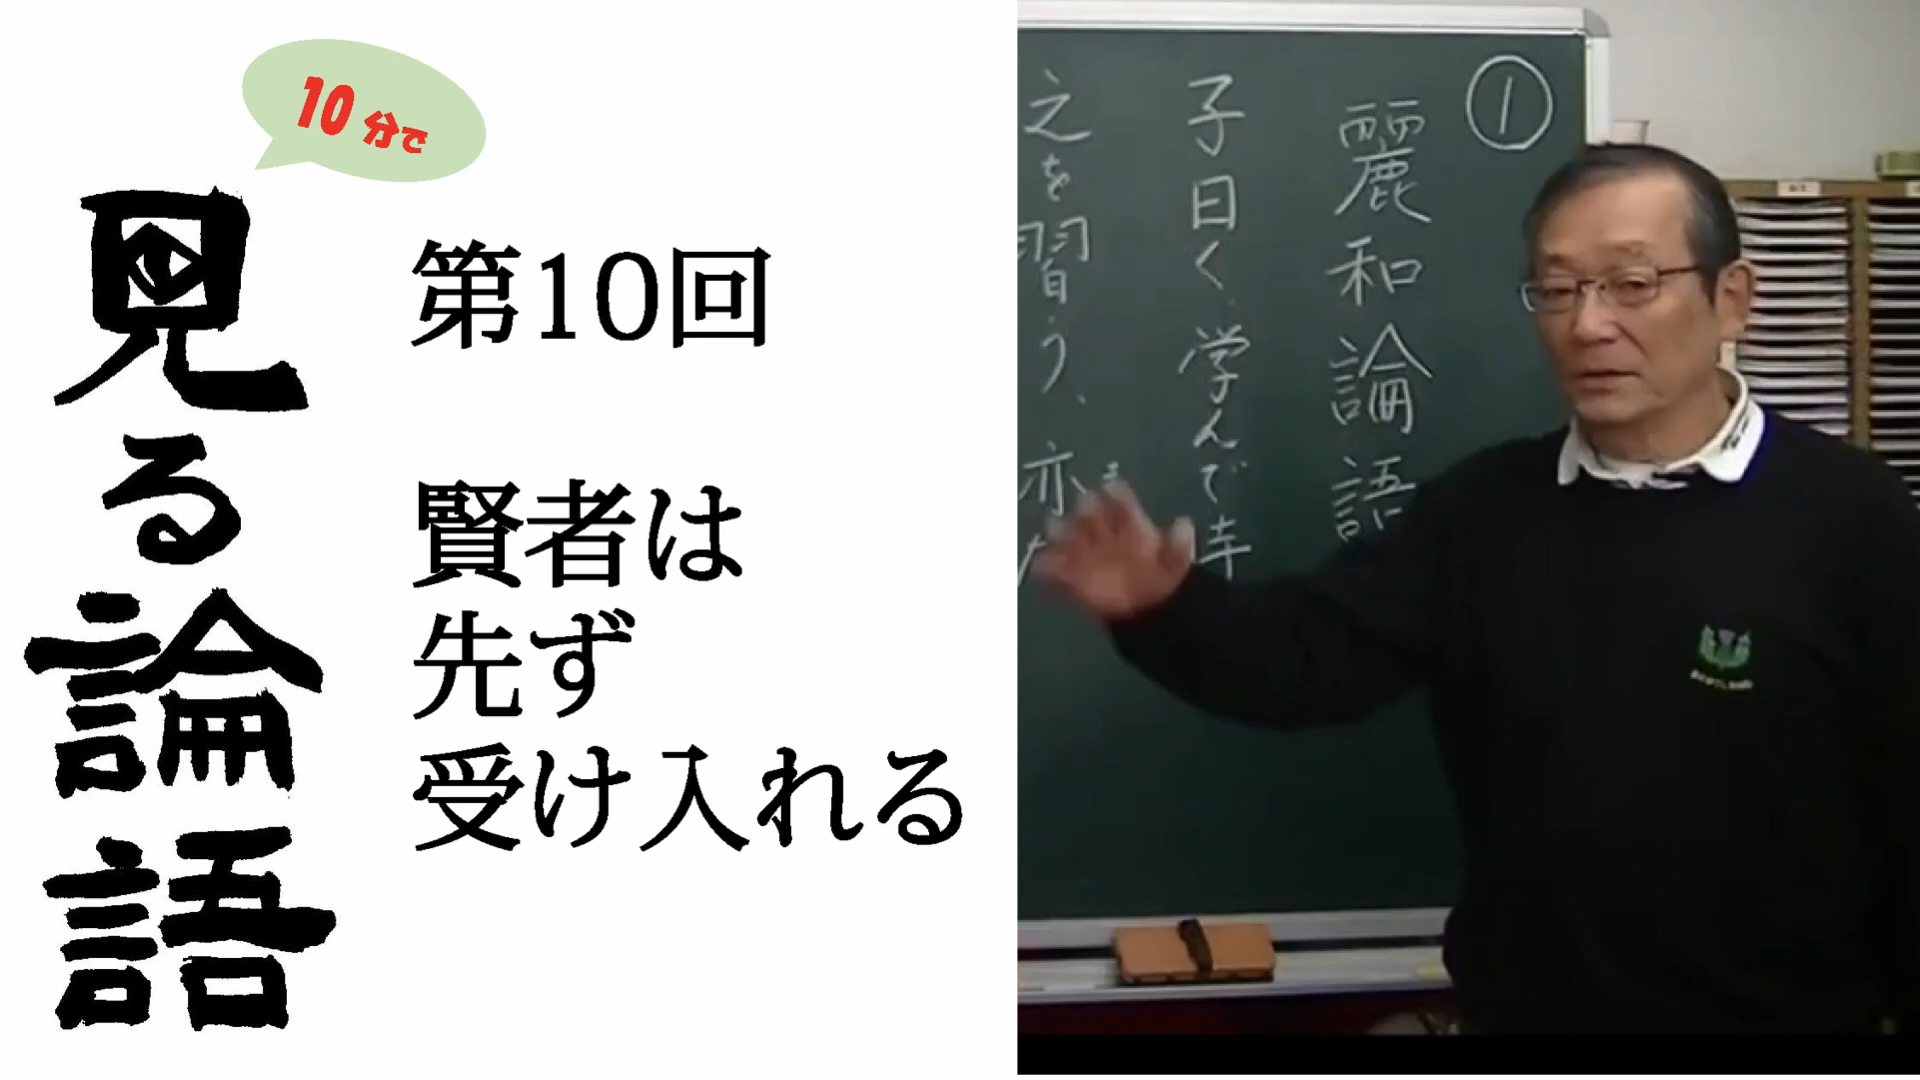 10分で
見る論語
第10回
賢者は
先ず
受け入れる
①
麗和論語
子曰く、学んで時
之を習う、亦